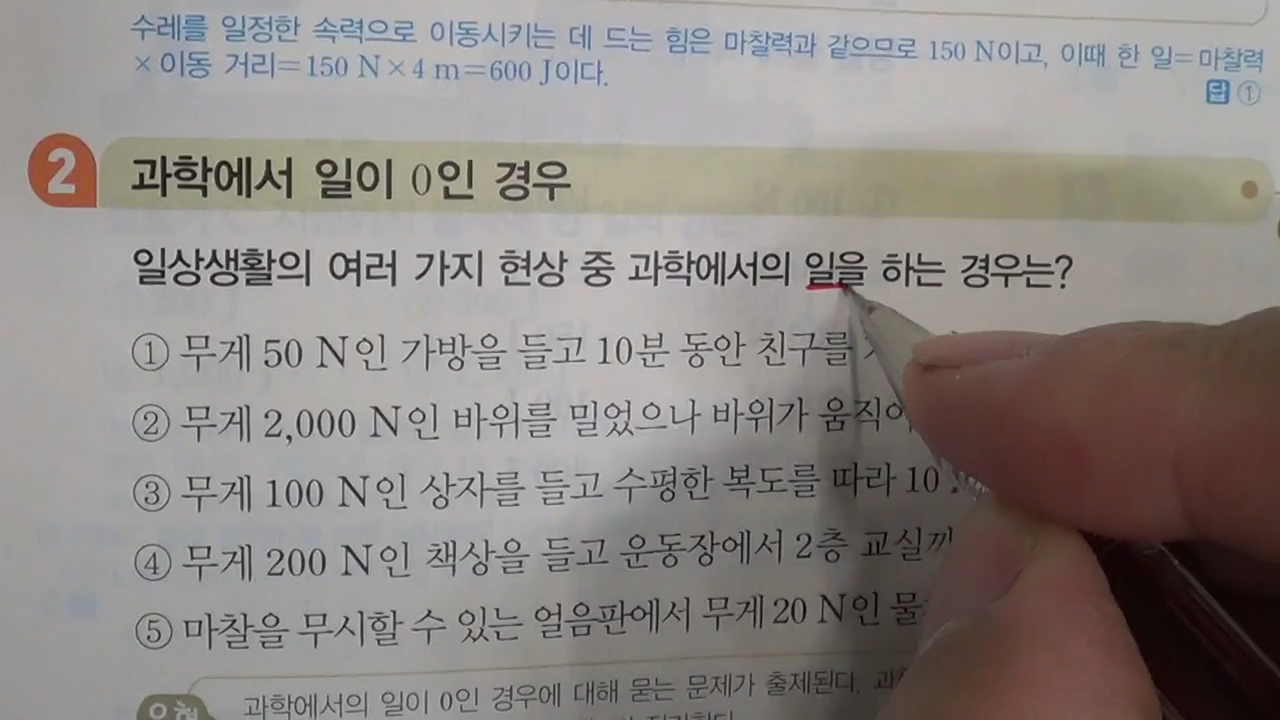 수레를 일정한 속력으로 이동시키는 데 드는 힘은 마찰력과 같으므로 150 N이고, 이때 한 일=마찰력
×이동 거리=150 N×4 m=600 J이다.
답 ①
2 과학에서 일이 0인 경우
일상생활의 여러 가지 현상 중 과학에서의 일을 하는 경우는?
① 무게 50 N인 가방을 들고 10분 동안 친구를
② 무게 2,000 N인 바위를 밀었으나 바위가
③ 무게 100 N인 상자를 들고 수평한 복도를 따라 10
④ 무게 200 N인 책상을 들고 운동장에서 2층
⑤ 마찰을 무시할 수 있는 얼음판에서 무게 20 N인
과학에서의 일이 0인 경우에 대해 묻는 문제가 출제된다.